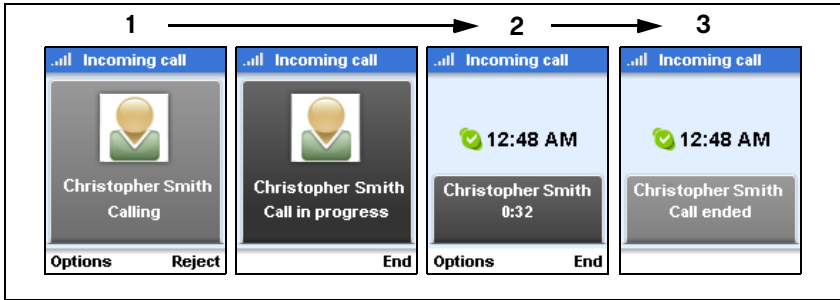 1 2 3
Incoming call
Christopher Smith
Calling
Options Reject
Incoming call
Christopher Smith
Call in progress
End
Incoming call
12:48 AM
Christopher Smith
0:32
Options End
Incoming call
12:48 AM
Christopher Smith
Call ended